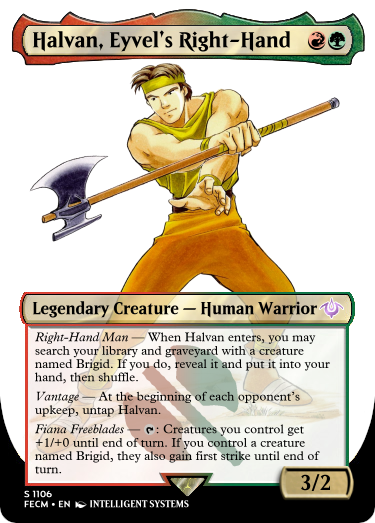 Halvan, Eyvel's Right-Hand
Legendary Creature — Human Warrior
Right-Hand Man — When Halvan enters, you may
search your library and graveyard with a creature
named Brigid. If you do, reveal it and put it into your
hand, then shuffle.
Vantage — At the beginning of each opponent's
upkeep, untap Halvan.
Fiana Freeblades — : Creatures you control get
+1/+0 until end of turn. If you control a creature
named Brigid, they also gain first strike until end of
turn.
3/2
S 1106
FECM • EN INTELLIGENT SYSTEMS